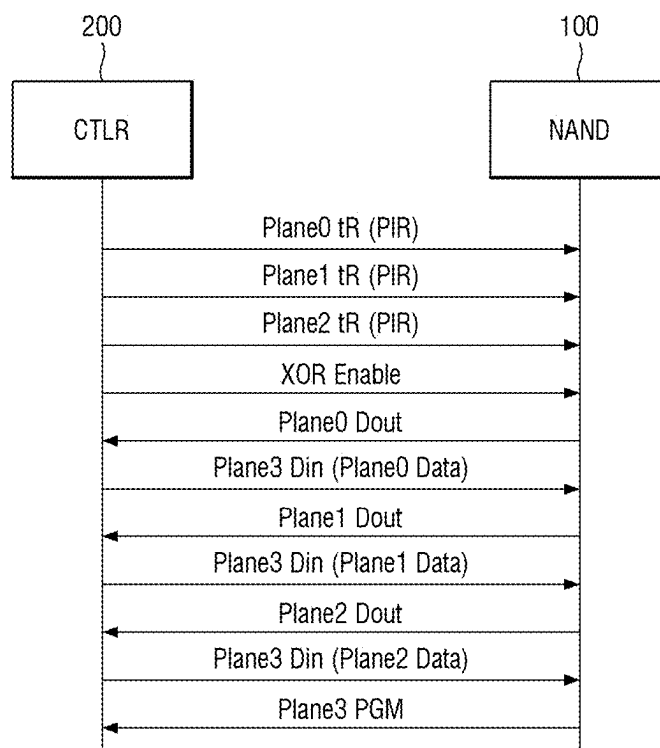 200
100
CTLR
NAND
Plane0 tR (PIR)
Plane1 tR (PIR)
Plane2 tR (PIR)
XOR Enable
Plane0 Dout
Plane3 Din (Plane0 Data)
Plane1 Dout
Plane3 Din (Plane1 Data)
Plane2 Dout
Plane3 Din (Plane2 Data)
Plane3 PGM